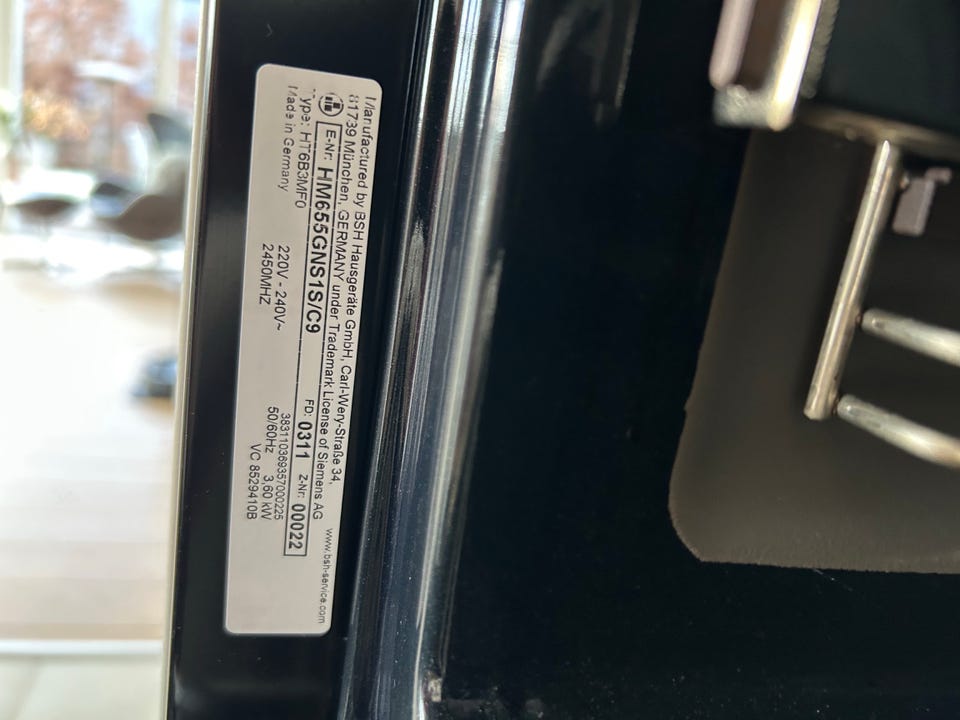 Manufactured by BSH Hausgeräte GmbH, Carl-Wery-Straße 34,
81739 München, GERMANY under Trademark License of Siemens AG
www.bsh-service.com
E-Nr: HM655GNS1S/C9 FD: 0311 Z-Nr: 00022
Type: HT6B3MF0 383110369357000225
Made in Germany 220V - 240V~ 50/60Hz 3,60 kW
2450MHZ VC 8529410B